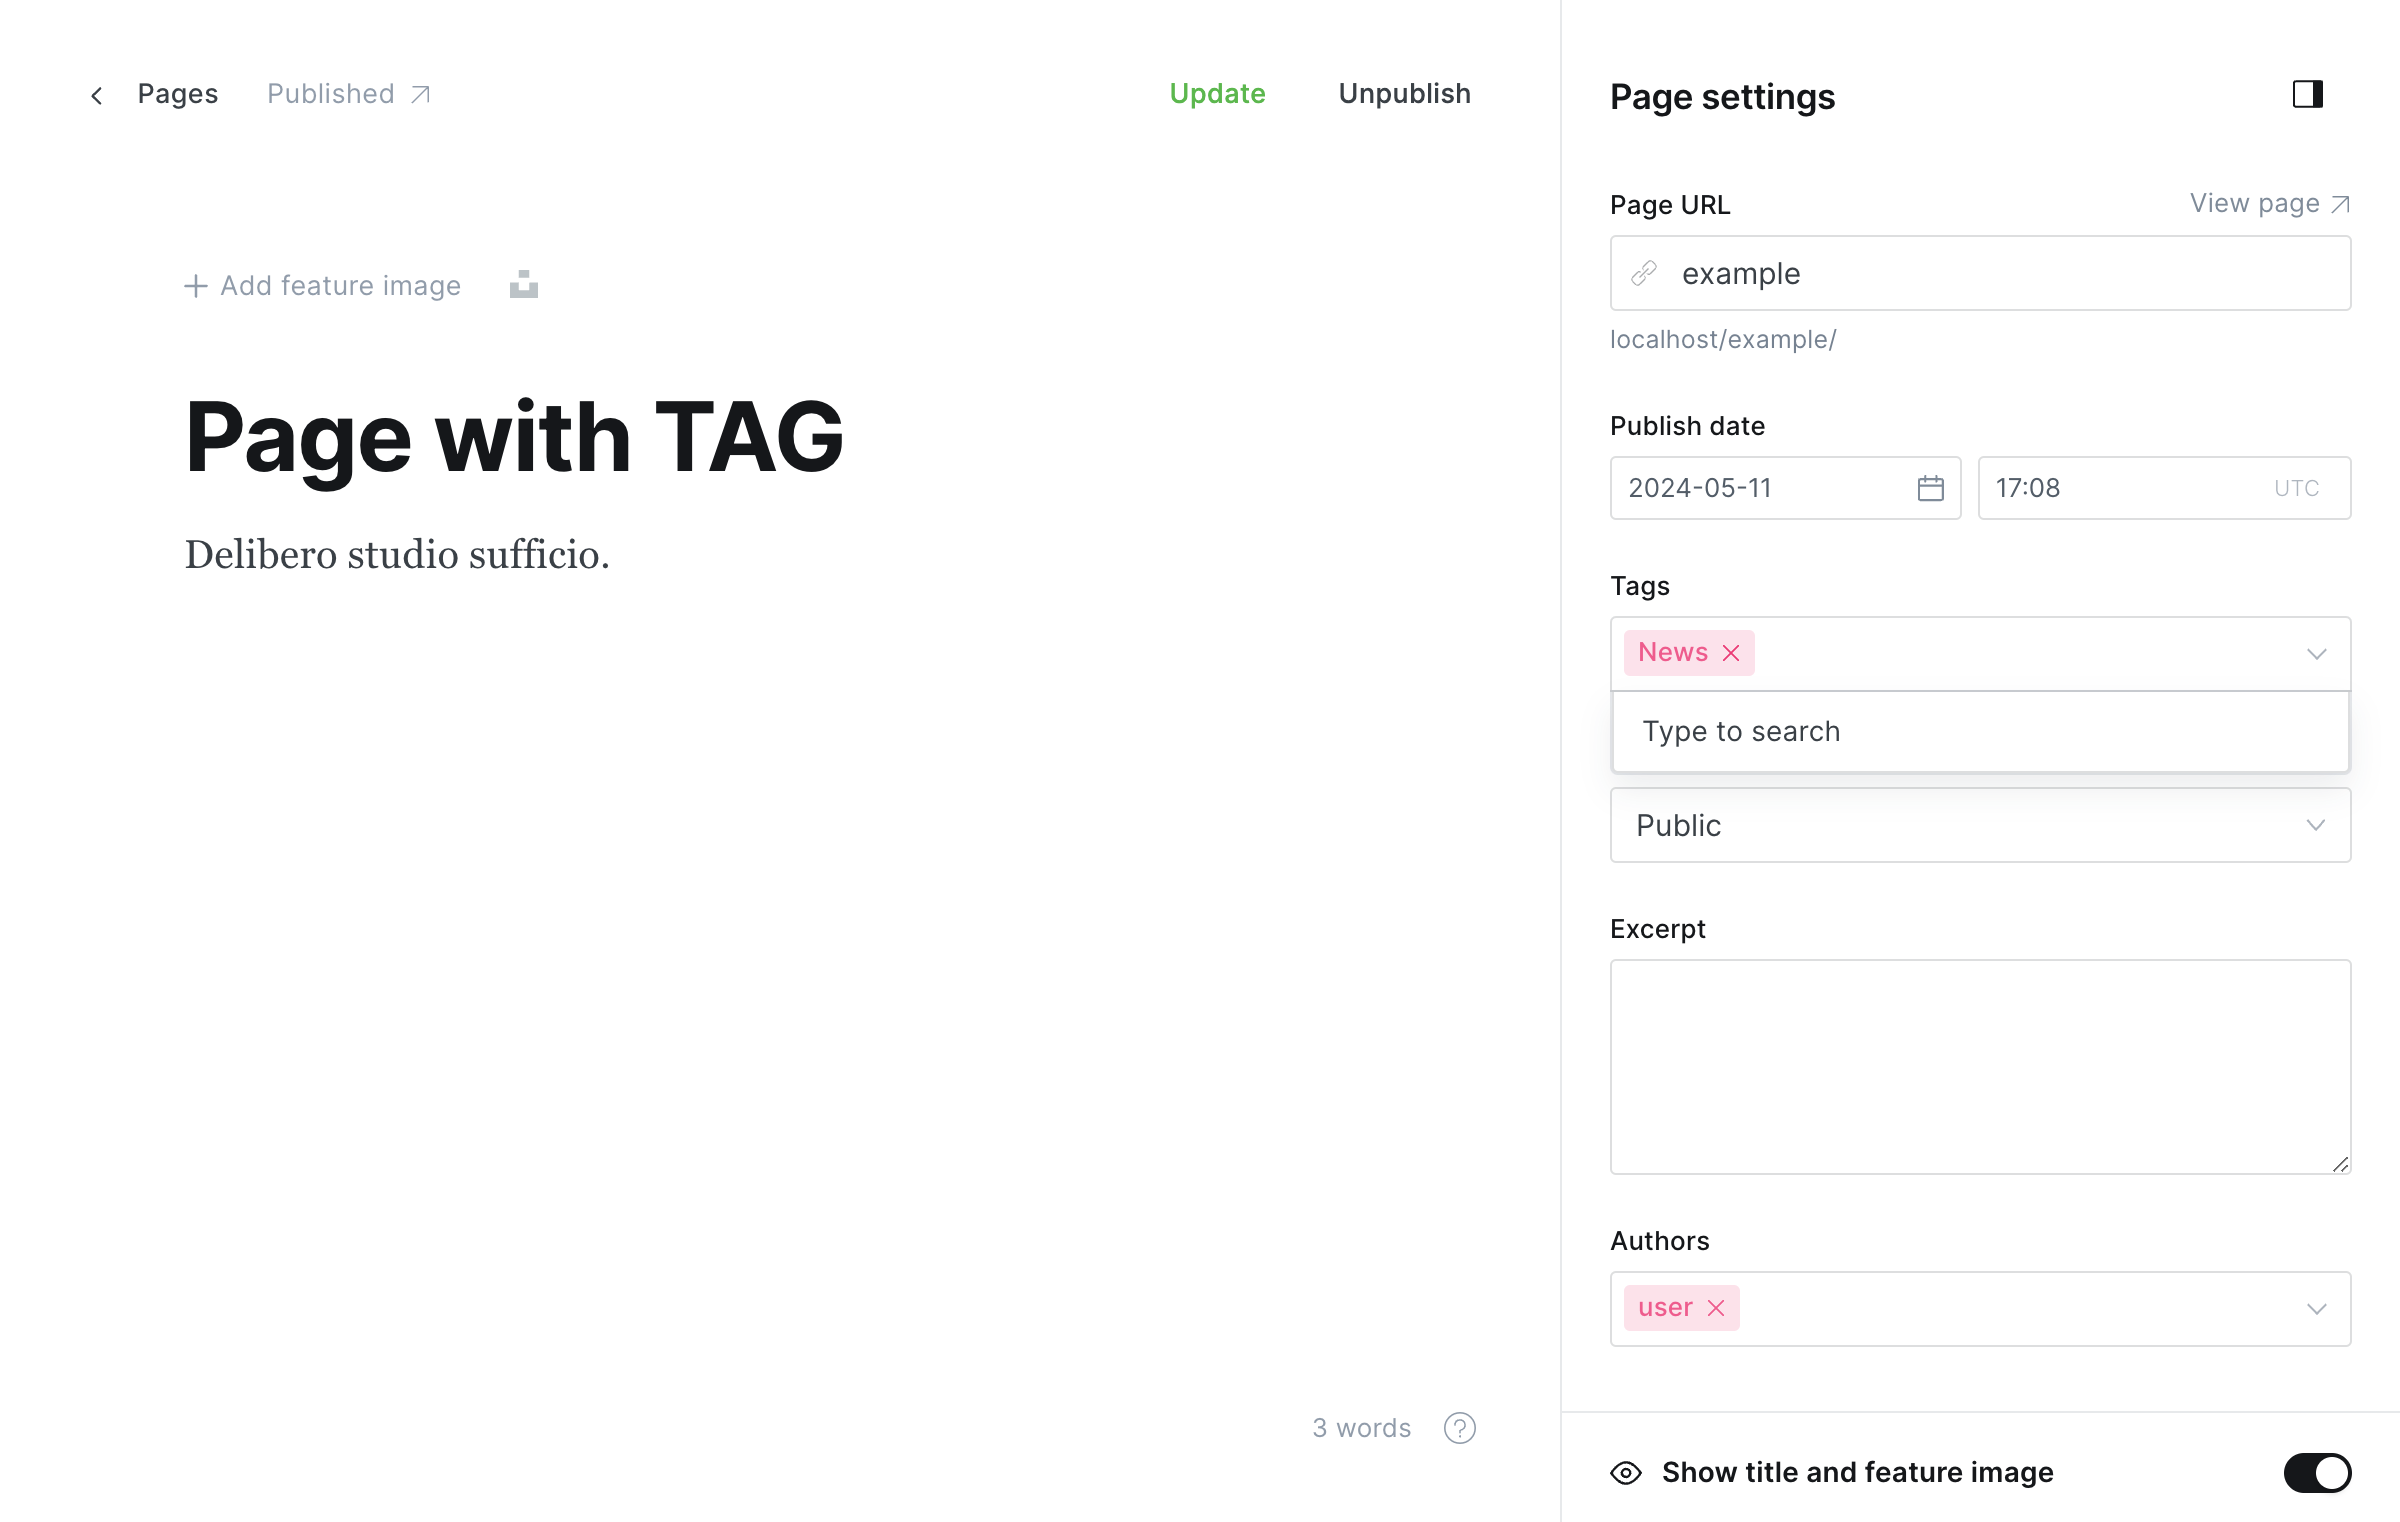 Pages Published Update Unpublish
Add feature image
Page with TAG
Delibero studio sufficio.
3 words
Page settings
Page URL View page
example
localhost/example/
Publish date
2024-05-11 17:08 UTC
Tags
News
Type to search
Public
Excerpt
Authors
user
Show title and feature image